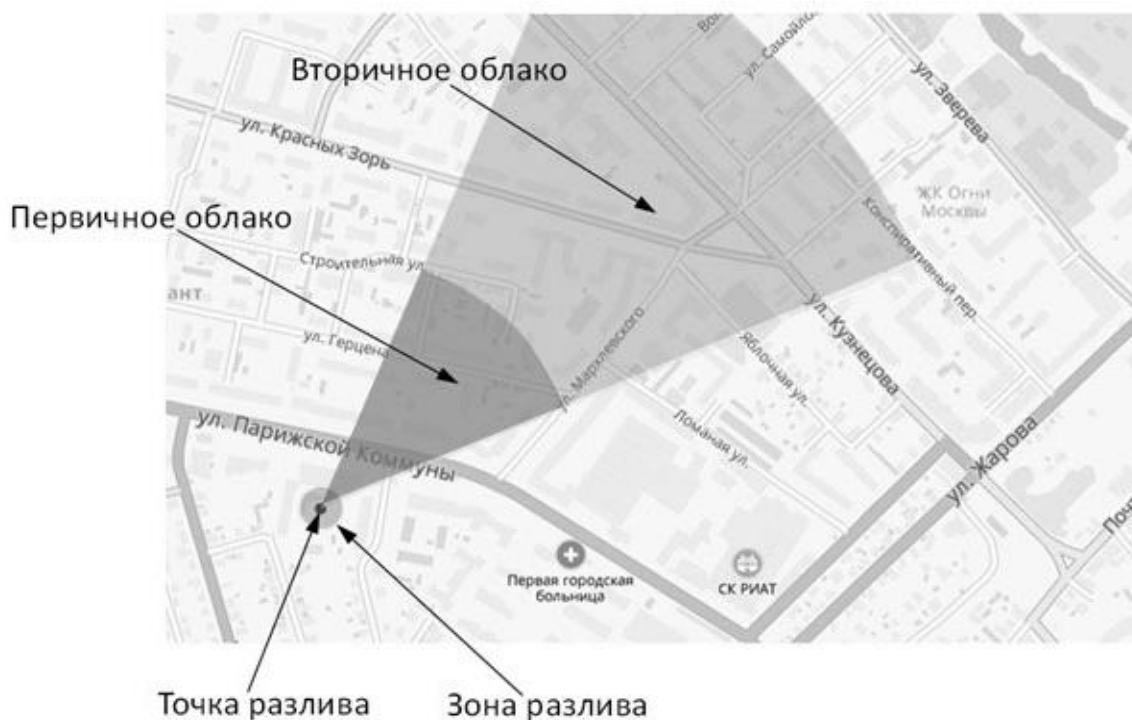 Вторичное облако
ул. Самойло
ул. Зверева
ул. Красных Зорь
ЖК Огни
Москвы
Первичное облако
Конспиративный пер.
Строительная ул.
ант
ул. Герцена
ул. Кузнецова
ул. Мархлевского
Яблочная ул.
ул. Парижской Коммуны
Ломаная ул.
ул. Жарова
Почт
Первая городская
больница
СК РИАТ
Точка разлива
Зона разлива